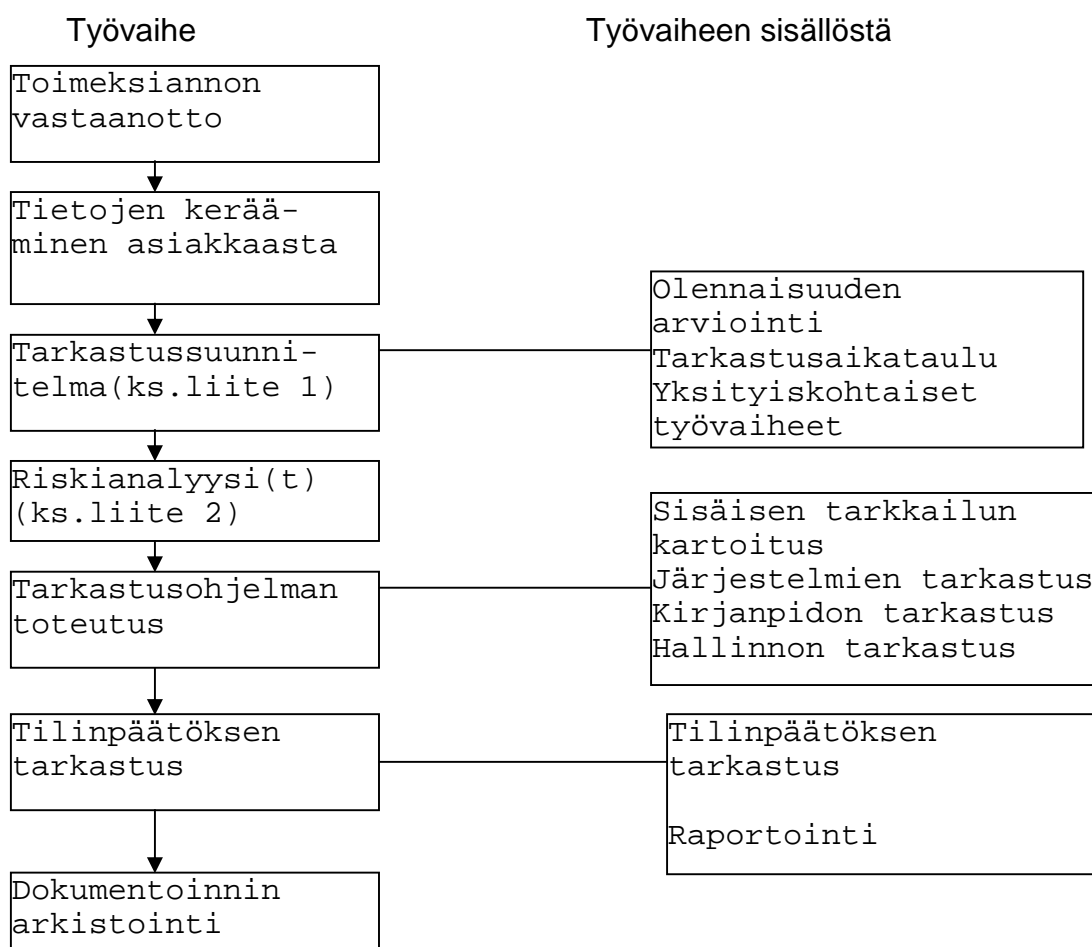 Työvaihe
Työvaiheen sisällöstä
Toimeksiannon
vastaanotto
Tietojen kerää-
minen asiakkaasta
Olennaisuuden
arviointi
Tarkastusaikataulu
Yksityiskohtaiset
työvaiheet
Tarkastussuunni-
telma(ks.liite 1)
Riskianalyysi(t)
(ks.liite 2)
Sisäisen tarkkailun
kartoitus
Järjestelmien tarkastus
Kirjanpidon tarkastus
Hallinnon tarkastus
Tarkastusohjelman
toteutus
Tilinpäätöksen
tarkastus
Tilinpäätöksen
tarkastus
Raportointi
Dokumentoinnin
arkistointi